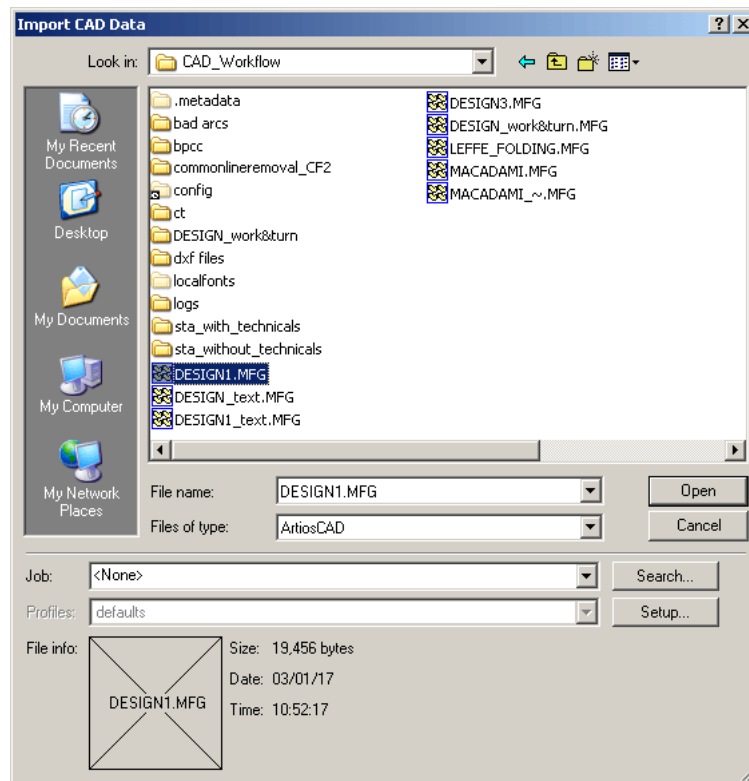 Import CAD Data
Look in: CAD_Workflow
My Recent
Documents
Desktop
My Documents
My Computer
My Network
Places
.metadata
bad arcs
bpcc
commonlineremoval_CF2
config
ct
DESIGN_work&turn
dxf files
localfonts
logs
sta_with_technicals
sta_without_technicals
DESIGN1.MFG
DESIGN_text.MFG
DESIGN1_text.MFG
DESIGN3.MFG
DESIGN_work&turn.MFG
LEFFE_FOLDING.MFG
MACADAMI.MFG
MACADAMI_~.MFG
File name: DESIGN1.MFG Open
Files of type: ArtiosCAD Cancel
Job: <None> Search...
Profiles: defaults Setup...
File info: Size: 19,456 bytes
Date: 03/01/17
DESIGN1.MFG
Time: 10:52:17